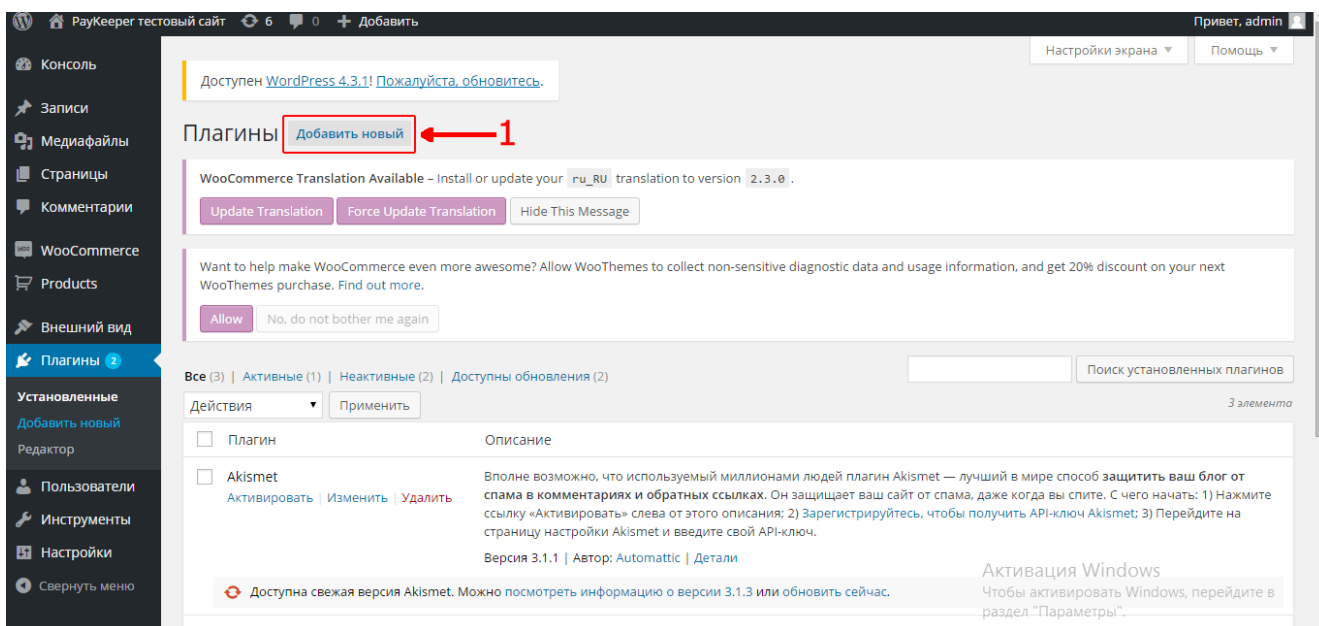 PayKeeper тестовый сайт 6 0 + Добавить Привет, admin
Настройки экрана ▼ Помощь ▼
Консоль
Записи
Медиафайлы
Страницы
Комментарии
WooCommerce
Products
Внешний вид
Плагины 2
Установленные
Добавить новый
Редактор
Пользователи
Инструменты
Настройки
Свернуть меню
Доступен WordPress 4.3.1! Пожалуйста, обновитесь.
Плагины Добавить новый 1
WooCommerce Translation Available – Install or update your ru_RU translation to version 2.3.0 .
Update Translation Force Update Translation Hide This Message
Want to help make WooCommerce even more awesome? Allow WooThemes to collect non-sensitive diagnostic data and usage information, and get 20% discount on your next
WooThemes purchase. Find out more.
Allow No, do not bother me again
Все (3) | Активные (1) | Неактивные (2) | Доступны обновления (2)
Поиск установленных плагинов
Действия ▼ Применить
3 элемента
Плагин Описание
Akismet
Активировать | Изменить | Удалить
Вполне возможно, что используемый миллионами людей плагин Akismet — лучший в мире способ защитить ваш блог от
спама в комментариях и обратных ссылках. Он защищает ваш сайт от спама, даже когда вы спите. С чего начать: 1) Нажмите
ссылку «Активировать» слева от этого описания; 2) Зарегистрируйтесь, чтобы получить API-ключ Akismet; 3) Перейдите на
страницу настройки Akismet и введите свой API-ключ.
Версия 3.1.1 | Автор: Automattic | Детали
Доступна свежая версия Akismet. Можно посмотреть информацию о версии 3.1.3 или обновить сейчас.
Активация Windows
Чтобы активировать Windows, перейдите в
раздел "Параметры".